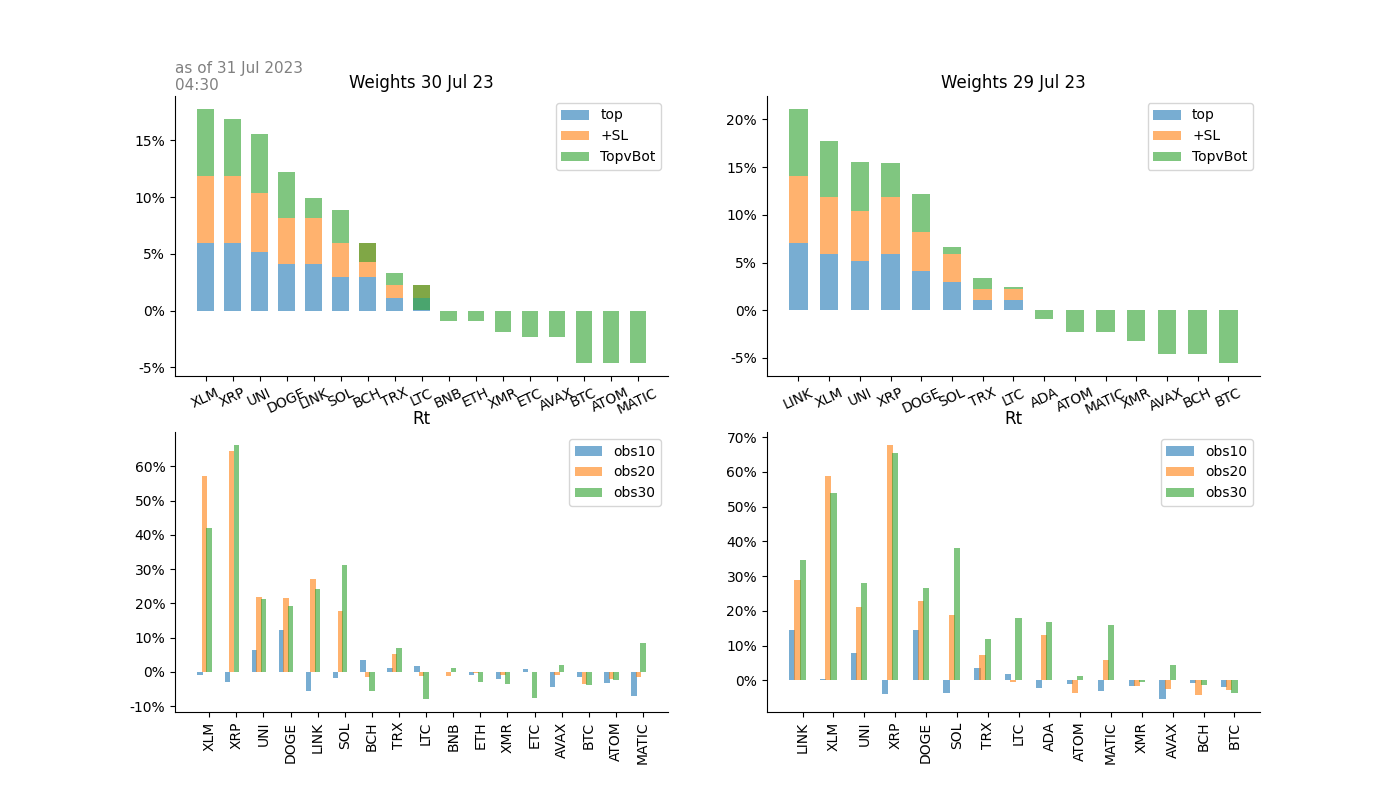 as of 31 Jul 2023
04:30
Weights 30 Jul 23
top
+SL
TopvBot
15%
10%
5%
0%
-5%
XLM XRP UNI DOGE LINK SOL BCH TRX LTC BNB ETH XMR ETC AVAX BTC ATOM MATIC
Weights 29 Jul 23
top
+SL
TopvBot
20%
15%
10%
5%
0%
-5%
LINK XLM UNI XRP DOGE SOL TRX LTC ADA ATOM MATIC XMR AVAX BCH BTC
Rt
obs10
obs20
obs30
60%
50%
40%
30%
20%
10%
0%
-10%
XLM XRP UNI DOGE LINK SOL BCH TRX LTC BNB ETH XMR ETC AVAX BTC ATOM MATIC
Rt
obs10
obs20
obs30
70%
60%
50%
40%
30%
20%
10%
0%
LINK XLM UNI XRP DOGE SOL TRX LTC ADA ATOM MATIC XMR AVAX BCH BTC